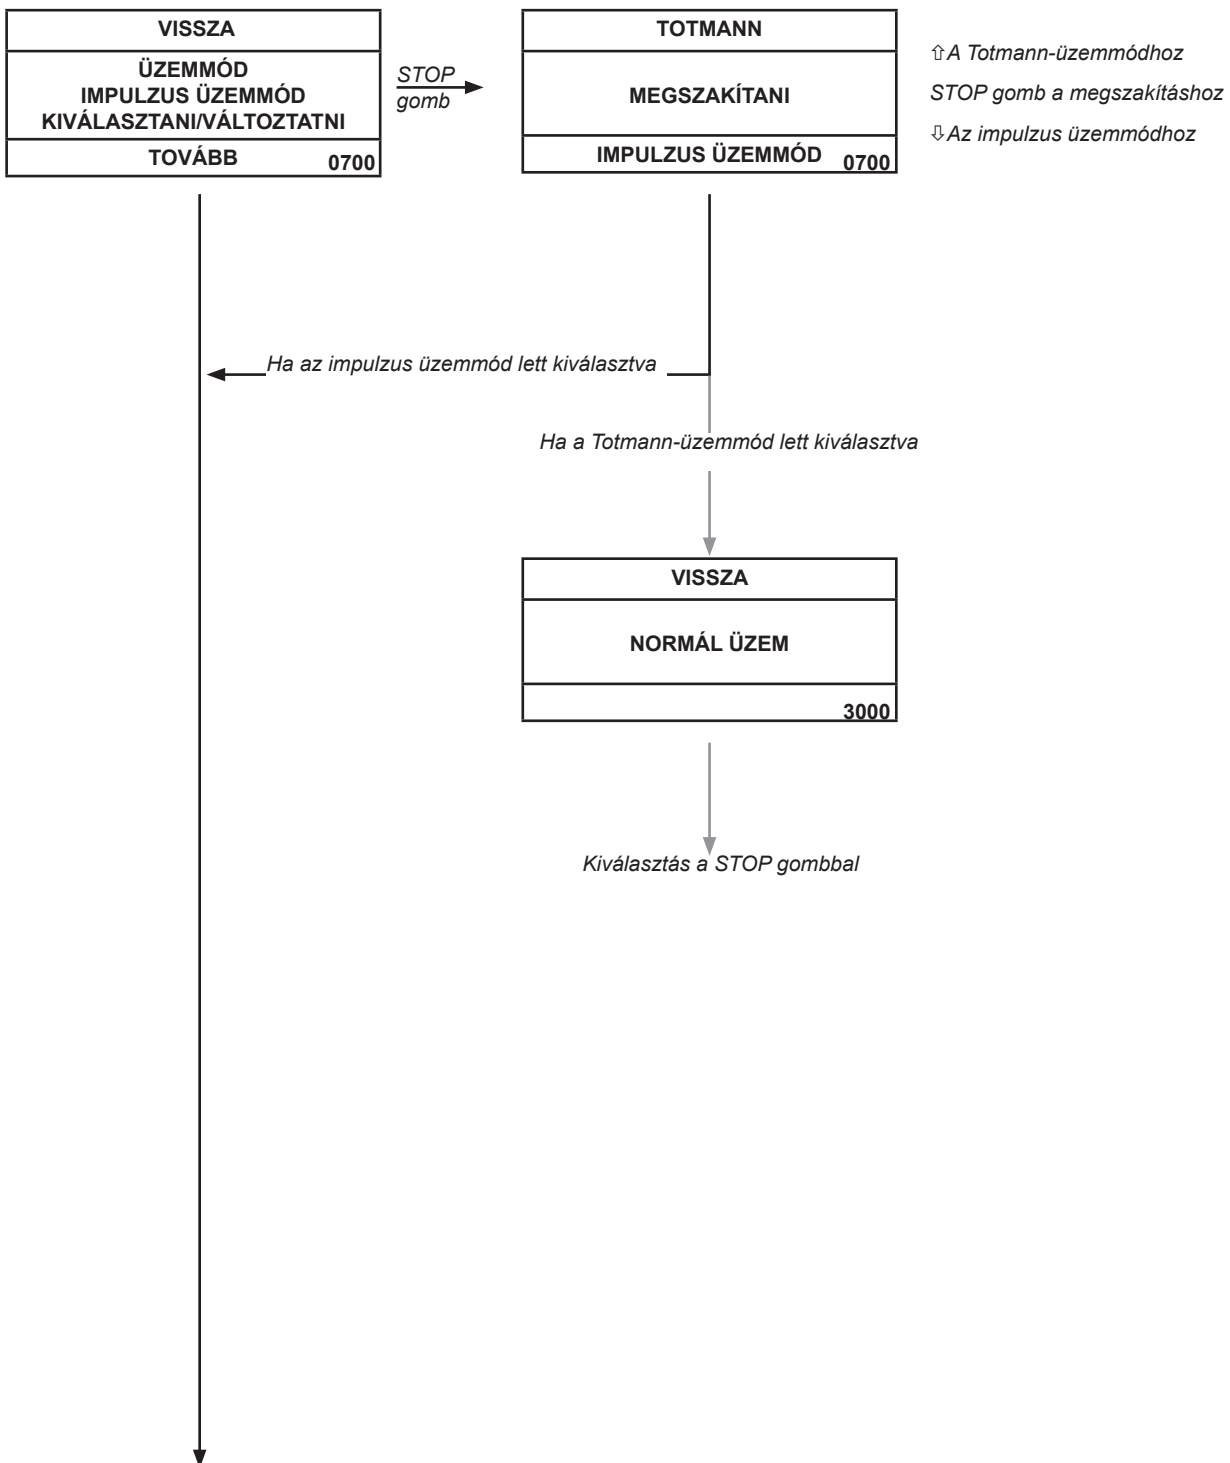 VISSZA
ÜZEMMÓD
IMPULZUS ÜZEMMÓD
KIVÁLASZTANI/VÁLTOZTATNI
TOVÁBB 0700
STOP
gomb
TOTMANN
MEGSZAKÍTANI
IMPULZUS ÜZEMMÓD 0700
⇧A Totmann-üzemmódhoz
STOP gomb a megszakításhoz
⇩Az impulzus üzemmódhoz
Ha az impulzus üzemmód lett kiválasztva
Ha a Totmann-üzemmód lett kiválasztva
VISSZA
NORMÁL ÜZEM
3000
Kiválasztás a STOP gombbal